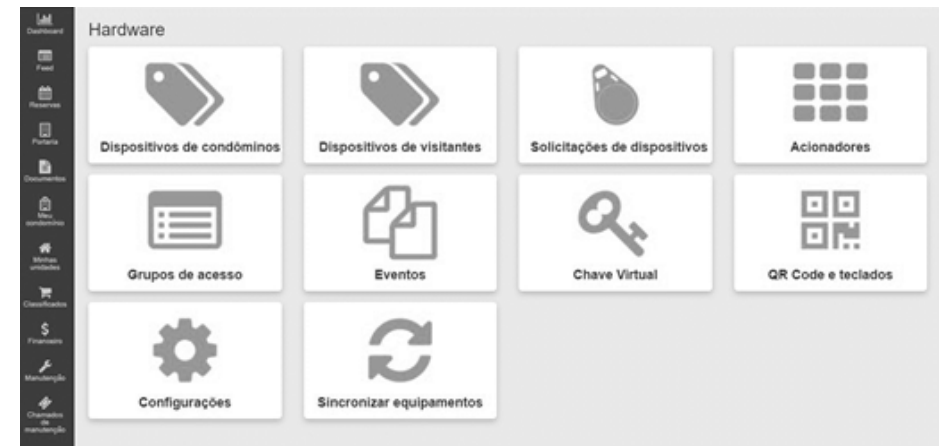 Dashboard
Feed
Reservas
Portaria
Documentos
Meu
condomínio
Minhas
unidades
Classificados
Financeiro
Manutenção
Chamados
de
manutenção
Hardware
Dispositivos de condôminos
Dispositivos de visitantes
Solicitações de dispositivos
Acionadores
Grupos de acesso
Eventos
Chave Virtual
QR Code e teclados
Configurações
Sincronizar equipamentos